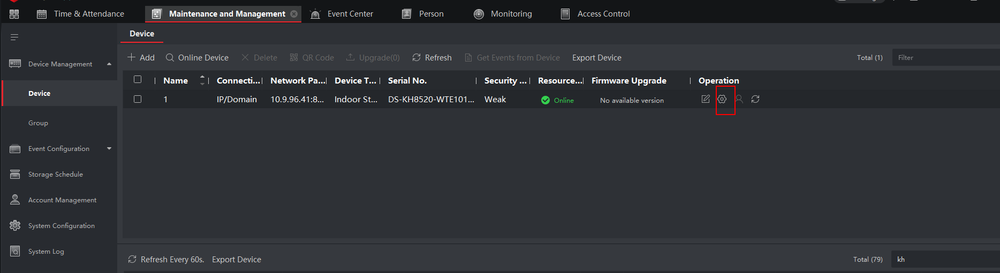 Time & Attendance Maintenance and Management Event Center Person Monitoring Access Control
Device
Add Online Device Delete QR Code Upgrade(0) Refresh Get Events from Device Export Device Total (1) Filter
Device Management
Name Connecti... Network Pa... Device T... Serial No. Security ... Resource... Firmware Upgrade Operation
Device
1 IP/Domain 10.9.96.41:8... Indoor St... DS-KH8520-WTE101... Weak Online No available version
Group
Event Configuration
Storage Schedule
Account Management
System Configuration
System Log
Refresh Every 60s. Export Device Total (79) kh